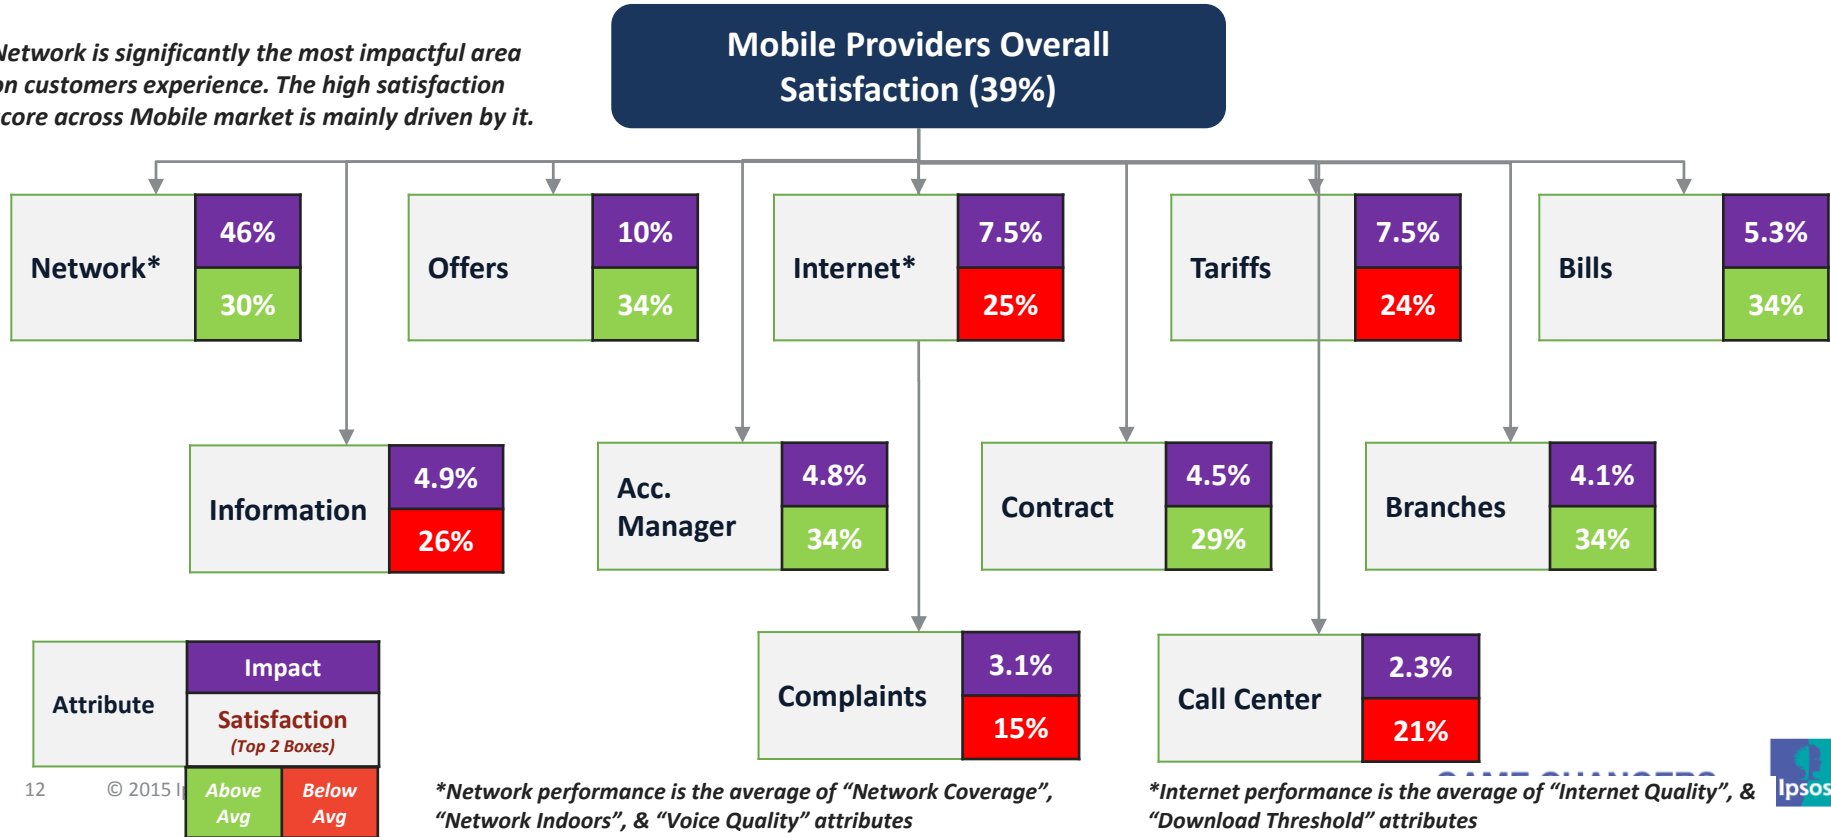 Mobile Providers Overall
Satisfaction (39%)
Network is significantly the most impactful area
on customers experience. The high satisfaction
score across Mobile market is mainly driven by it.
Network*
46%
30%
Offers
10%
34%
Internet*
7.5%
25%
Tariffs
7.5%
24%
Bills
5.3%
34%
Information
4.9%
26%
Acc.
Manager
4.8%
34%
Contract
4.5%
29%
Branches
4.1%
34%
Complaints
3.1%
15%
Call Center
2.3%
21%
Attribute
Impact
Satisfaction
(Top 2 Boxes)
Above
Avg
Below
Avg
12
© 2015
*Network performance is the average of “Network Coverage”,
“Network Indoors”, & “Voice Quality” attributes
*Internet performance is the average of “Internet Quality”, &
“Download Threshold” attributes
GAME CHANGERS
Ipsos